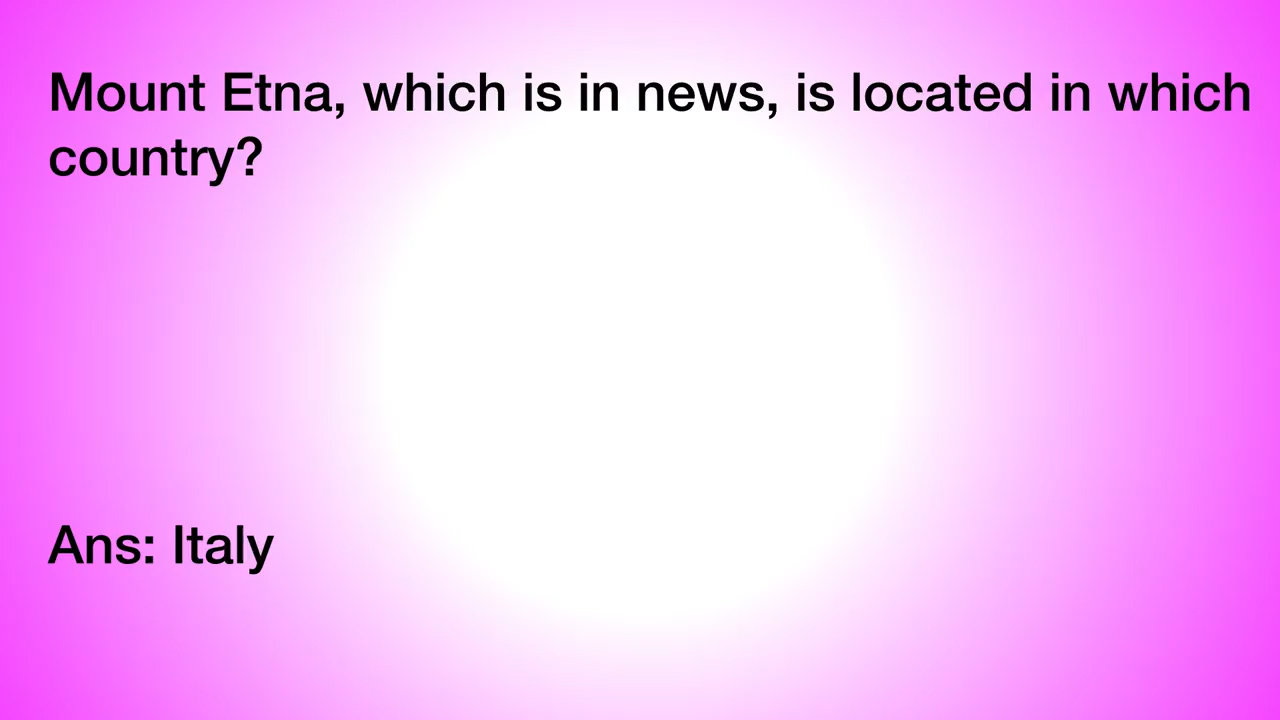 Mount Etna, which is in news, is located in which
country?
Ans: Italy